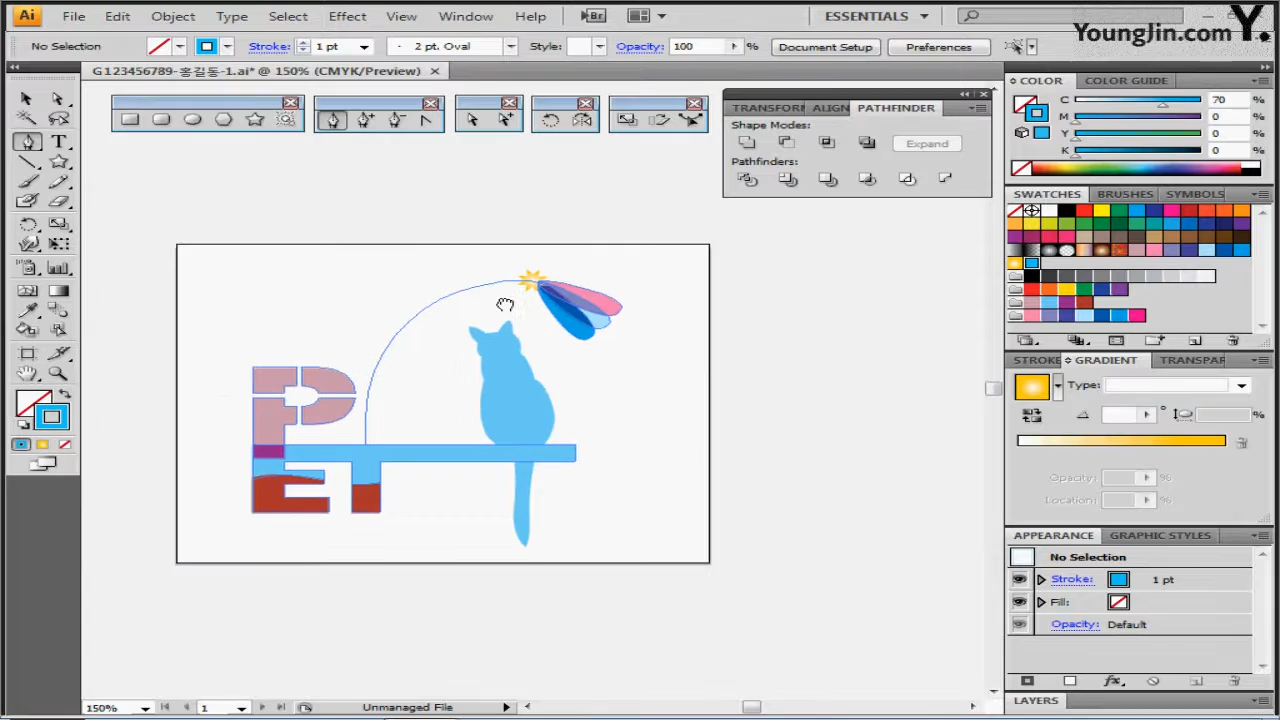 Ai File Edit Object Type Select Effect View Window Help Br ESSENTIALS
YoungJin.com Y.
No Selection Stroke: 1 pt 2 pt. Oval Style: Opacity: 100 % Document Setup Preferences
G123456789-홍길동-1.ai* @ 150% (CMYK/Preview)
COLOR COLOR GUIDE
C 70 %
M 0 %
Y 0 %
K 0 %
TRANSFORM ALIGN PATHFINDER
Shape Modes:
Expand
Pathfinders:
SWATCHES BRUSHES SYMBOLS
PET
STROKE GRADIENT TRANSPAR
Type:
° %
Opacity: %
Location: %
APPEARANCE GRAPHIC STYLES
No Selection
Stroke: 1 pt
Fill:
Opacity: Default
fx
LAYERS
150% 1 Unmanaged File